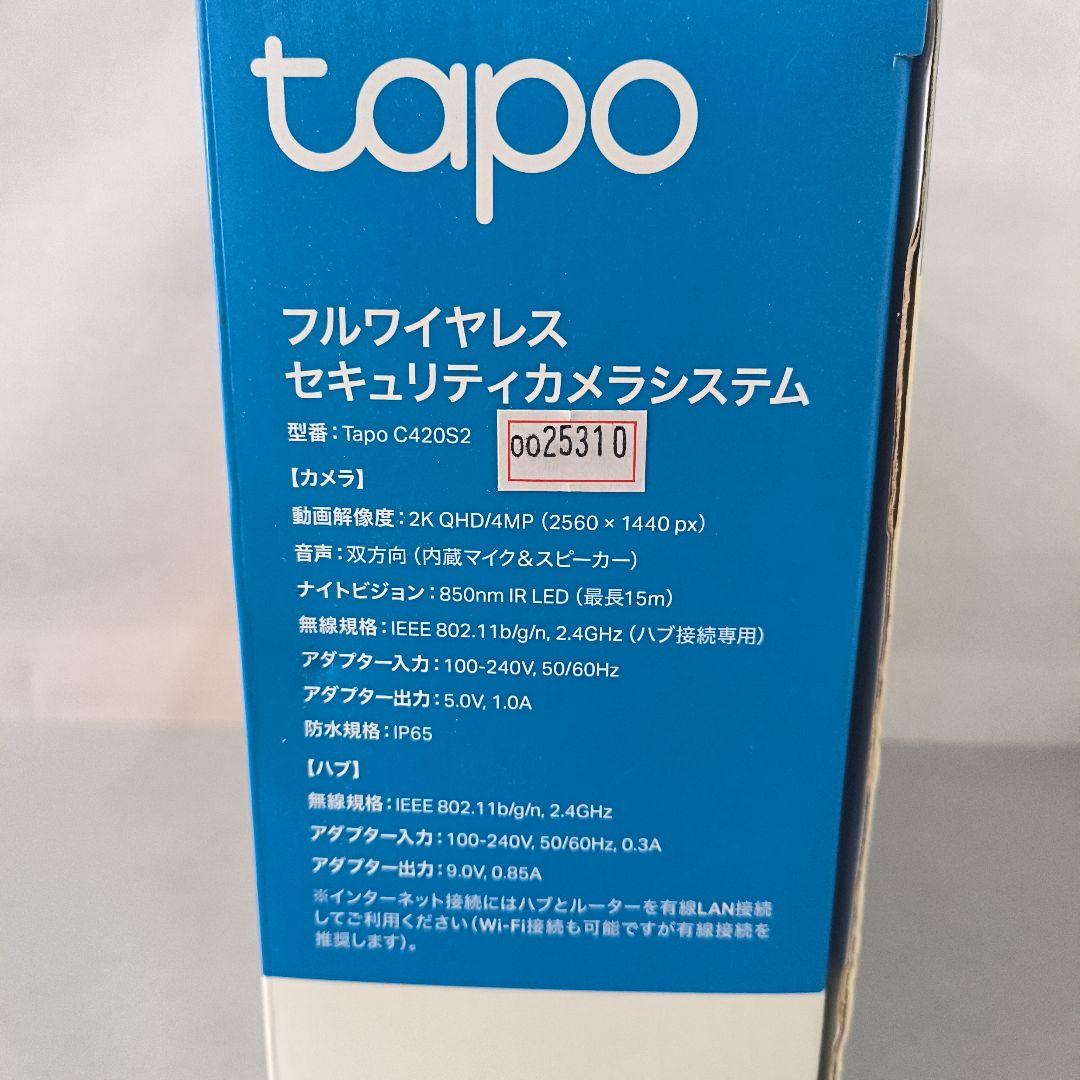 tapo
フルワイヤレス
セキュリティカメラシステム
型番：Tapo C420S2
0025310
【カメラ】
動画解像度：2K QHD/4MP（2560 × 1440 px）
音声：双方向（内蔵マイク＆スピーカー）
ナイトビジョン：850nm IR LED（最長15m）
無線規格：IEEE 802.11b/g/n, 2.4GHz（ハブ接続専用）
アダプター入力：100-240V, 50/60Hz
アダプター出力：5.0V, 1.0A
防水規格：IP65
【ハブ】
無線規格：IEEE 802.11b/g/n, 2.4GHz
アダプター入力：100-240V, 50/60Hz, 0.3A
アダプター出力：9.0V, 0.85A
※インターネット接続にはハブとルーターを有線LAN接続
してご利用ください（Wi-Fi接続も可能ですが有線接続を
推奨します）。